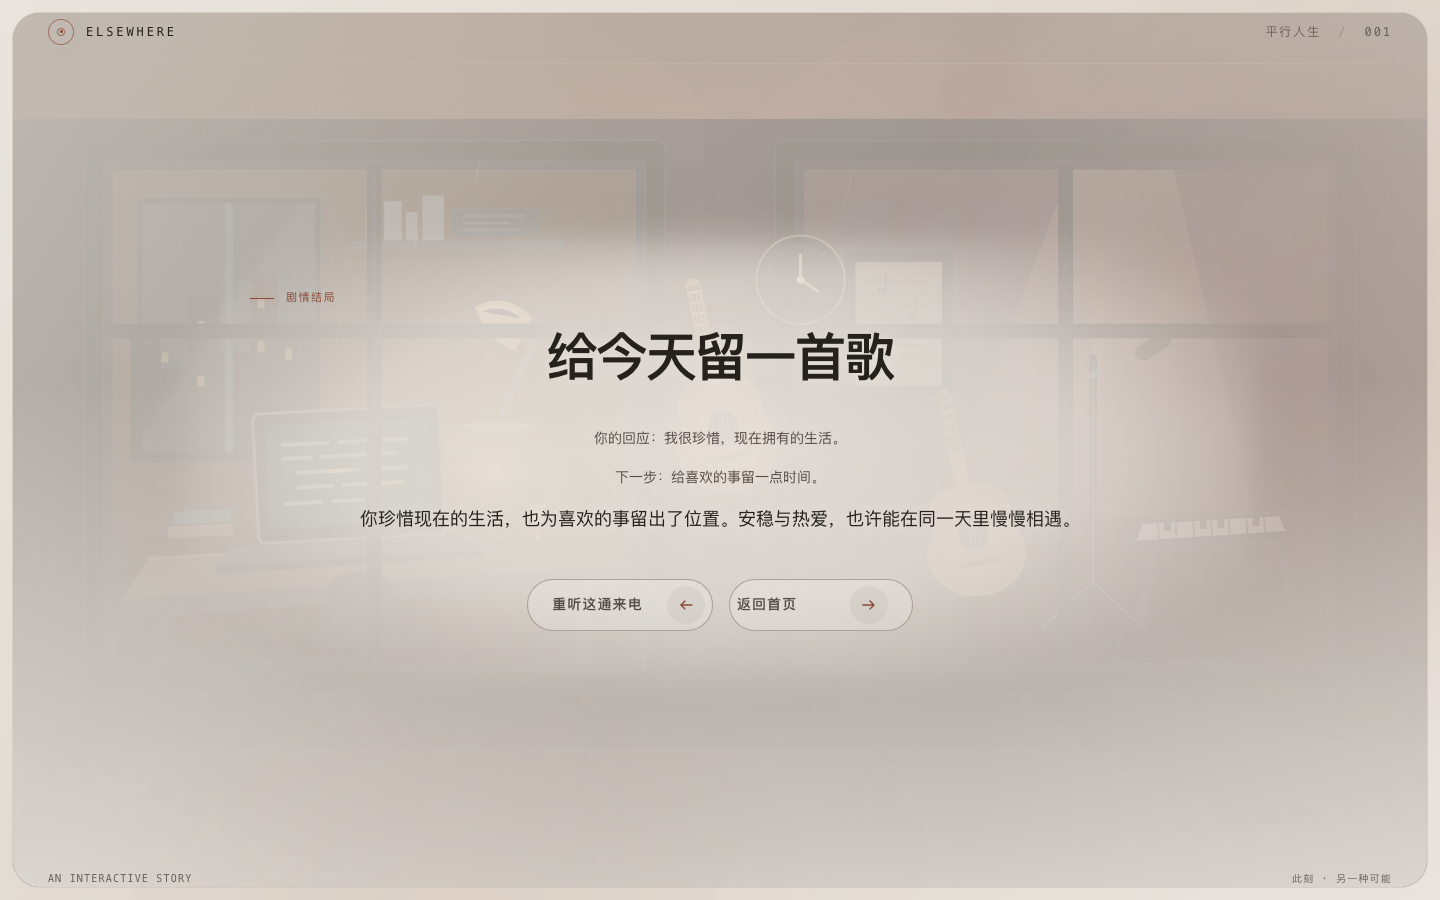 ELSEWHERE
平行人生 / 001
剧情结局
给今天留一首歌
你的回应：我很珍惜，现在拥有的生活。
下一步：给喜欢的事留一点时间。
你珍惜现在的生活，也为喜欢的事留出了位置。安稳与热爱，也许能在同一天里慢慢相遇。
重听这通来电 ←
返回首页 →
AN INTERACTIVE STORY
此刻 · 另一种可能